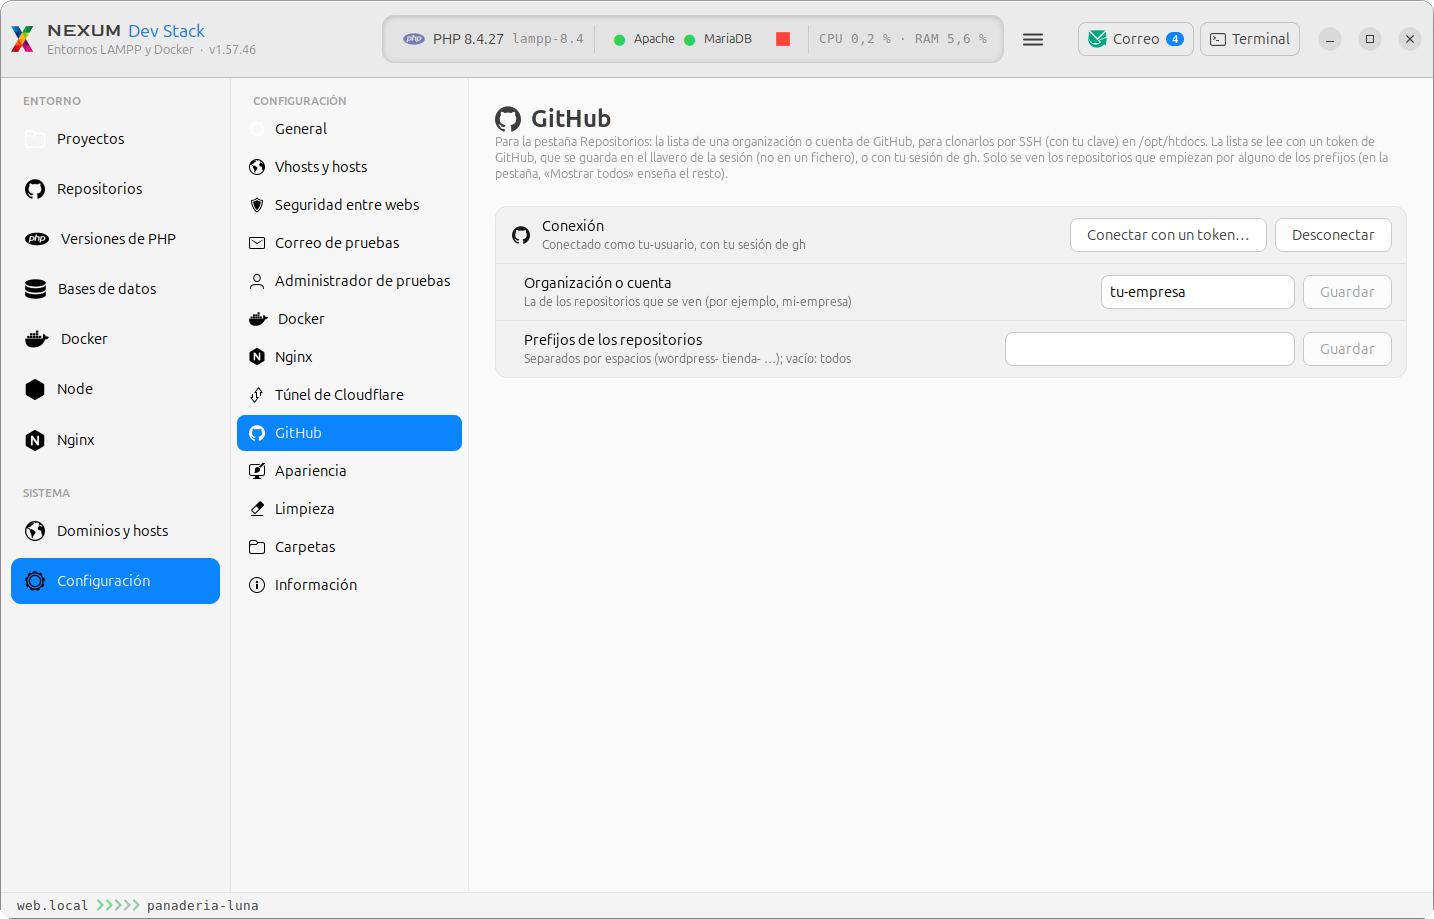 NEXUM Dev Stack
Entornos LAMPP y Docker · v1.57.46
php PHP 8.4.27 lampp-8.4
Apache MariaDB
CPU 0,2 % · RAM 5,6 %
Correo 4
Terminal
ENTORNO
Proyectos
Repositorios
php Versiones de PHP
Bases de datos
Docker
Node
N Nginx
SISTEMA
Dominios y hosts
Configuración
CONFIGURACIÓN
General
Vhosts y hosts
Seguridad entre webs
Correo de pruebas
Administrador de pruebas
Docker
N Nginx
Túnel de Cloudflare
GitHub
Apariencia
Limpieza
Carpetas
Información
GitHub
Para la pestaña Repositorios: la lista de una organización o cuenta de GitHub, para clonarlos por SSH (con tu clave) en /opt/htdocs. La lista se lee con un token de
GitHub, que se guarda en el llavero de la sesión (no en un fichero), o con tu sesión de gh. Solo se ven los repositorios que empiezan por alguno de los prefijos (en la
pestaña, «Mostrar todos» enseña el resto).
Conexión
Conectado como tu-usuario, con tu sesión de gh
Conectar con un token...
Desconectar
Organización o cuenta
La de los repositorios que se ven (por ejemplo, mi-empresa)
tu-empresa
Guardar
Prefijos de los repositorios
Separados por espacios (wordpress- tienda- ...); vacío: todos
Guardar
web.local >>>>> panaderia-luna